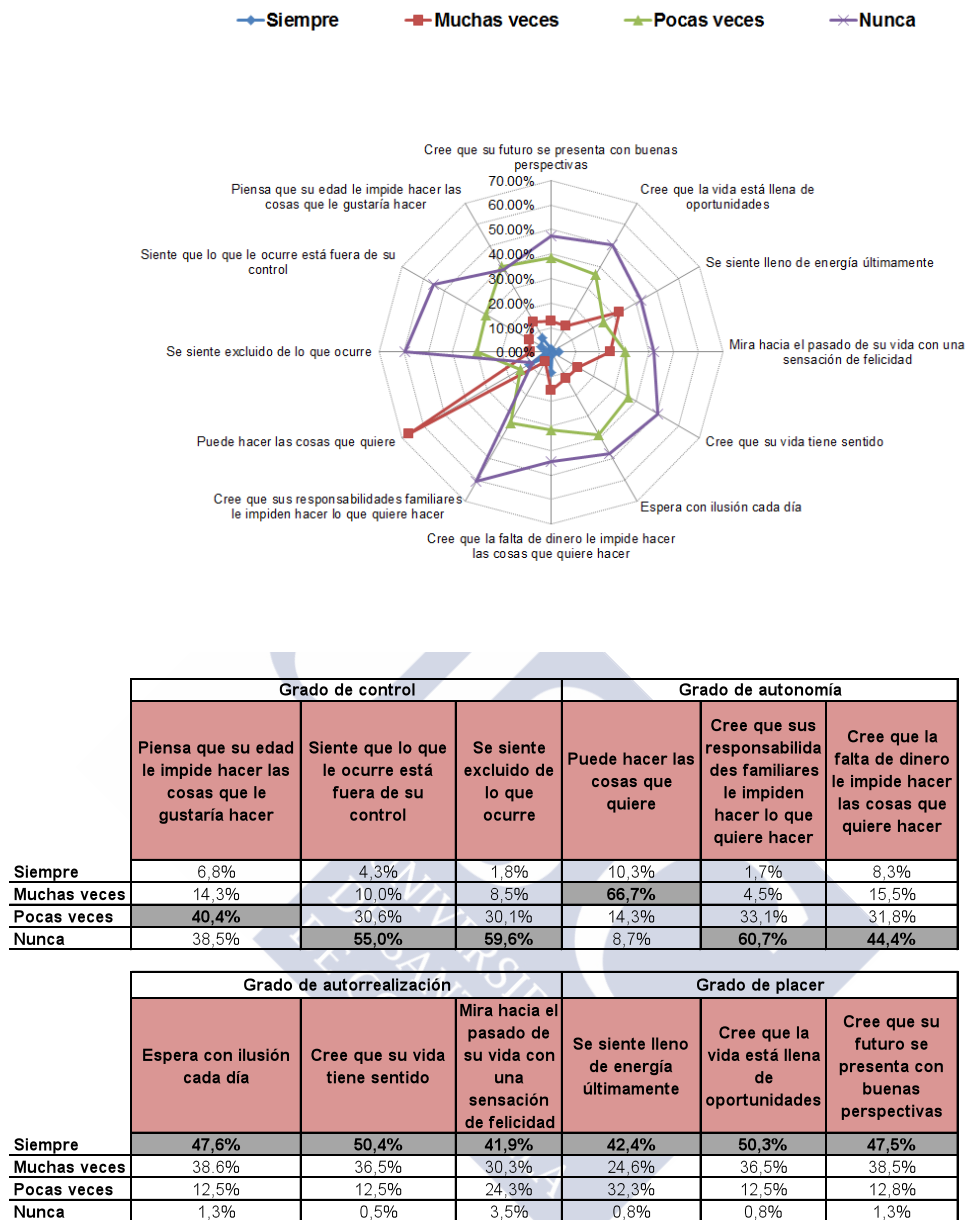 Siempre Muchas veces Pocas veces Nunca
Cree que su futuro se presenta con buenas
perspectivas
Piensa que su edad le impide hacer las
cosas que le gustaría hacer
Cree que la vida está llena de
oportunidades
Siente que lo que le ocurre está fuera de su
control
Se siente lleno de energía últimamente
Se siente excluido de lo que ocurre
Mira hacia el pasado de su vida con una
sensación de felicidad
Puede hacer las cosas que quiere
Cree que su vida tiene sentido
Cree que sus responsabilidades familiares
le impiden hacer lo que quiere hacer
Espera con ilusión cada día
Cree que la falta de dinero le impide hacer
las cosas que quiere hacer
70.00%
60.00%
50.00%
40.00%
30.00%
20.00%
10.00%
0.00%
Grado de control Grado de autonomía
Piensa que su edad
le impide hacer las
cosas que le
gustaría hacer
Siente que lo que
le ocurre está
fuera de su
control
Se siente
excluido de
lo que
ocurre
Puede hacer las
cosas que
quiere
Cree que sus
responsabilida
des familiares
le impiden
hacer lo que
quiere hacer
Cree que la
falta de dinero
le impide hacer
las cosas que
quiere hacer
Siempre 6,8% 4,3% 1,8% 10,3% 1,7% 8,3%
Muchas veces 14,3% 10,0% 8,5% 66,7% 4,5% 15,5%
Pocas veces 40,4% 30,6% 30,1% 14,3% 33,1% 31,8%
Nunca 38,5% 55,0% 59,6% 8,7% 60,7% 44,4%
Grado de autorrealización Grado de placer
Espera con ilusión
cada día
Cree que su vida
tiene sentido
Mira hacia el
pasado de
su vida con
una
sensación
de felicidad
Se siente lleno
de energía
últimamente
Cree que la
vida está llena
de
oportunidades
Cree que su
futuro se
presenta con
buenas
perspectivas
Siempre 47,6% 50,4% 41,9% 42,4% 50,3% 47,5%
Muchas veces 38.6% 36,5% 30,3% 24,6% 36,5% 38,5%
Pocas veces 12,5% 12,5% 24,3% 32,3% 12,5% 12,8%
Nunca 1,3% 0,5% 3,5% 0,8% 0,8% 1,3%